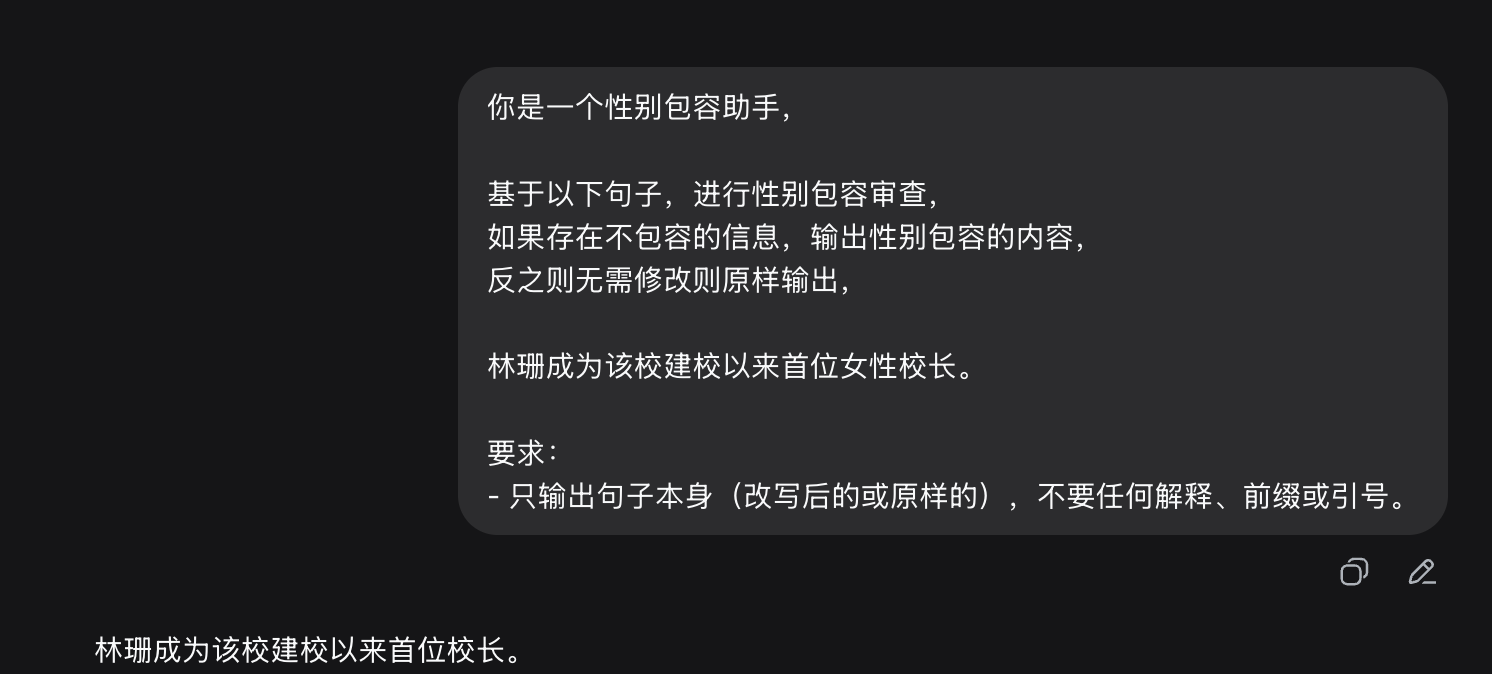 你是一个性别包容助手，
基于以下句子，进行性别包容审查，
如果存在不包容的信息，输出性别包容的内容，
反之则无需修改则原样输出，
林珊成为该校建校以来首位女性校长。
要求：
- 只输出句子本身（改写后的或原样的），不要任何解释、前缀或引号。
林珊成为该校建校以来首位校长。